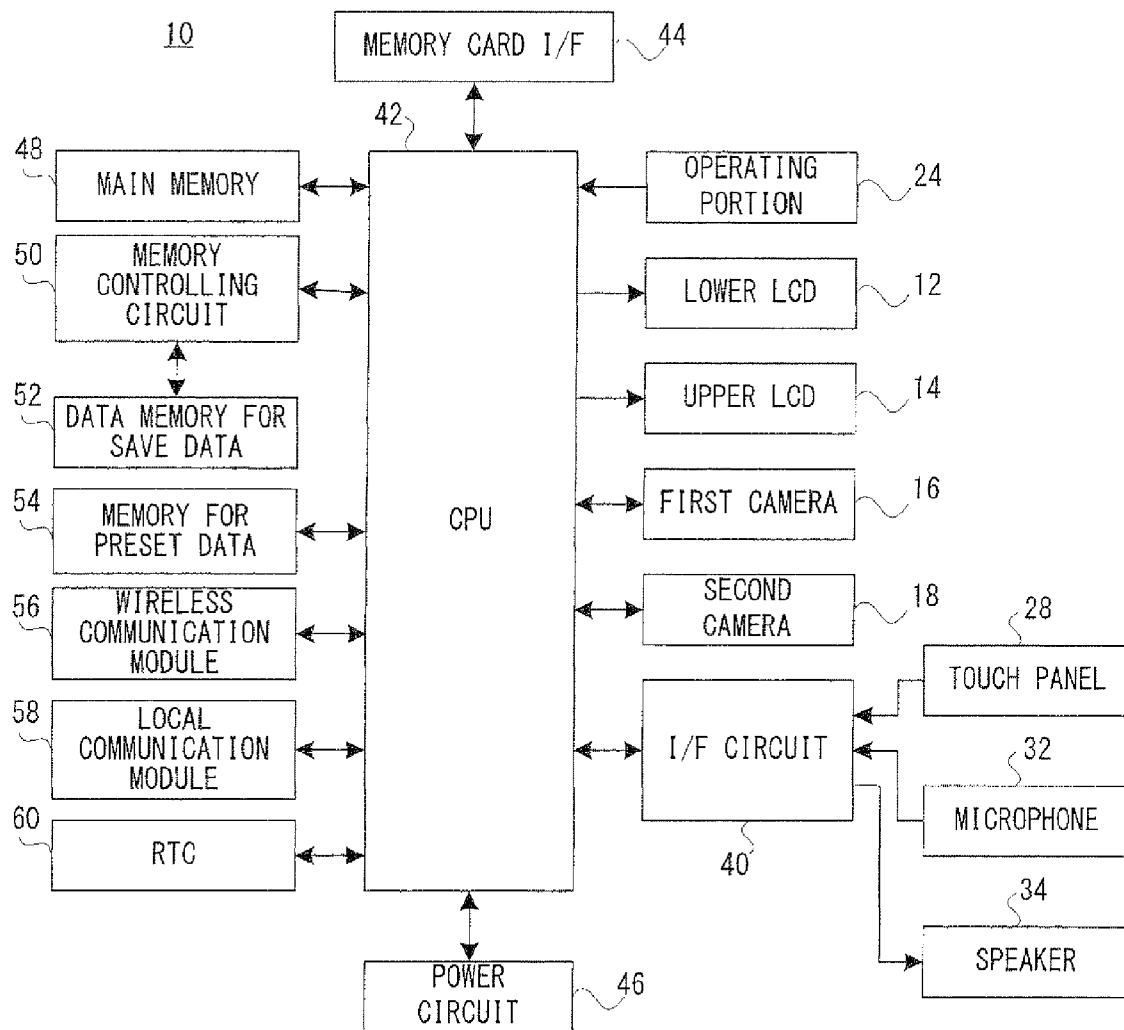 10
MEMORY CARD I/F
44
42
48
MAIN MEMORY
OPERATING
PORTION
24
50
MEMORY
CONTROLLING
CIRCUIT
LOWER LCD
12
52
DATA MEMORY FOR
SAVE DATA
UPPER LCD
14
54
MEMORY FOR
PRESET DATA
CPU
FIRST CAMERA
16
56
WIRELESS
COMMUNICATION
MODULE
SECOND
CAMERA
18
28
TOUCH PANEL
58
LOCAL
COMMUNICATION
MODULE
I/F CIRCUIT
40
32
MICROPHONE
60
RTC
34
SPEAKER
POWER
CIRCUIT
46